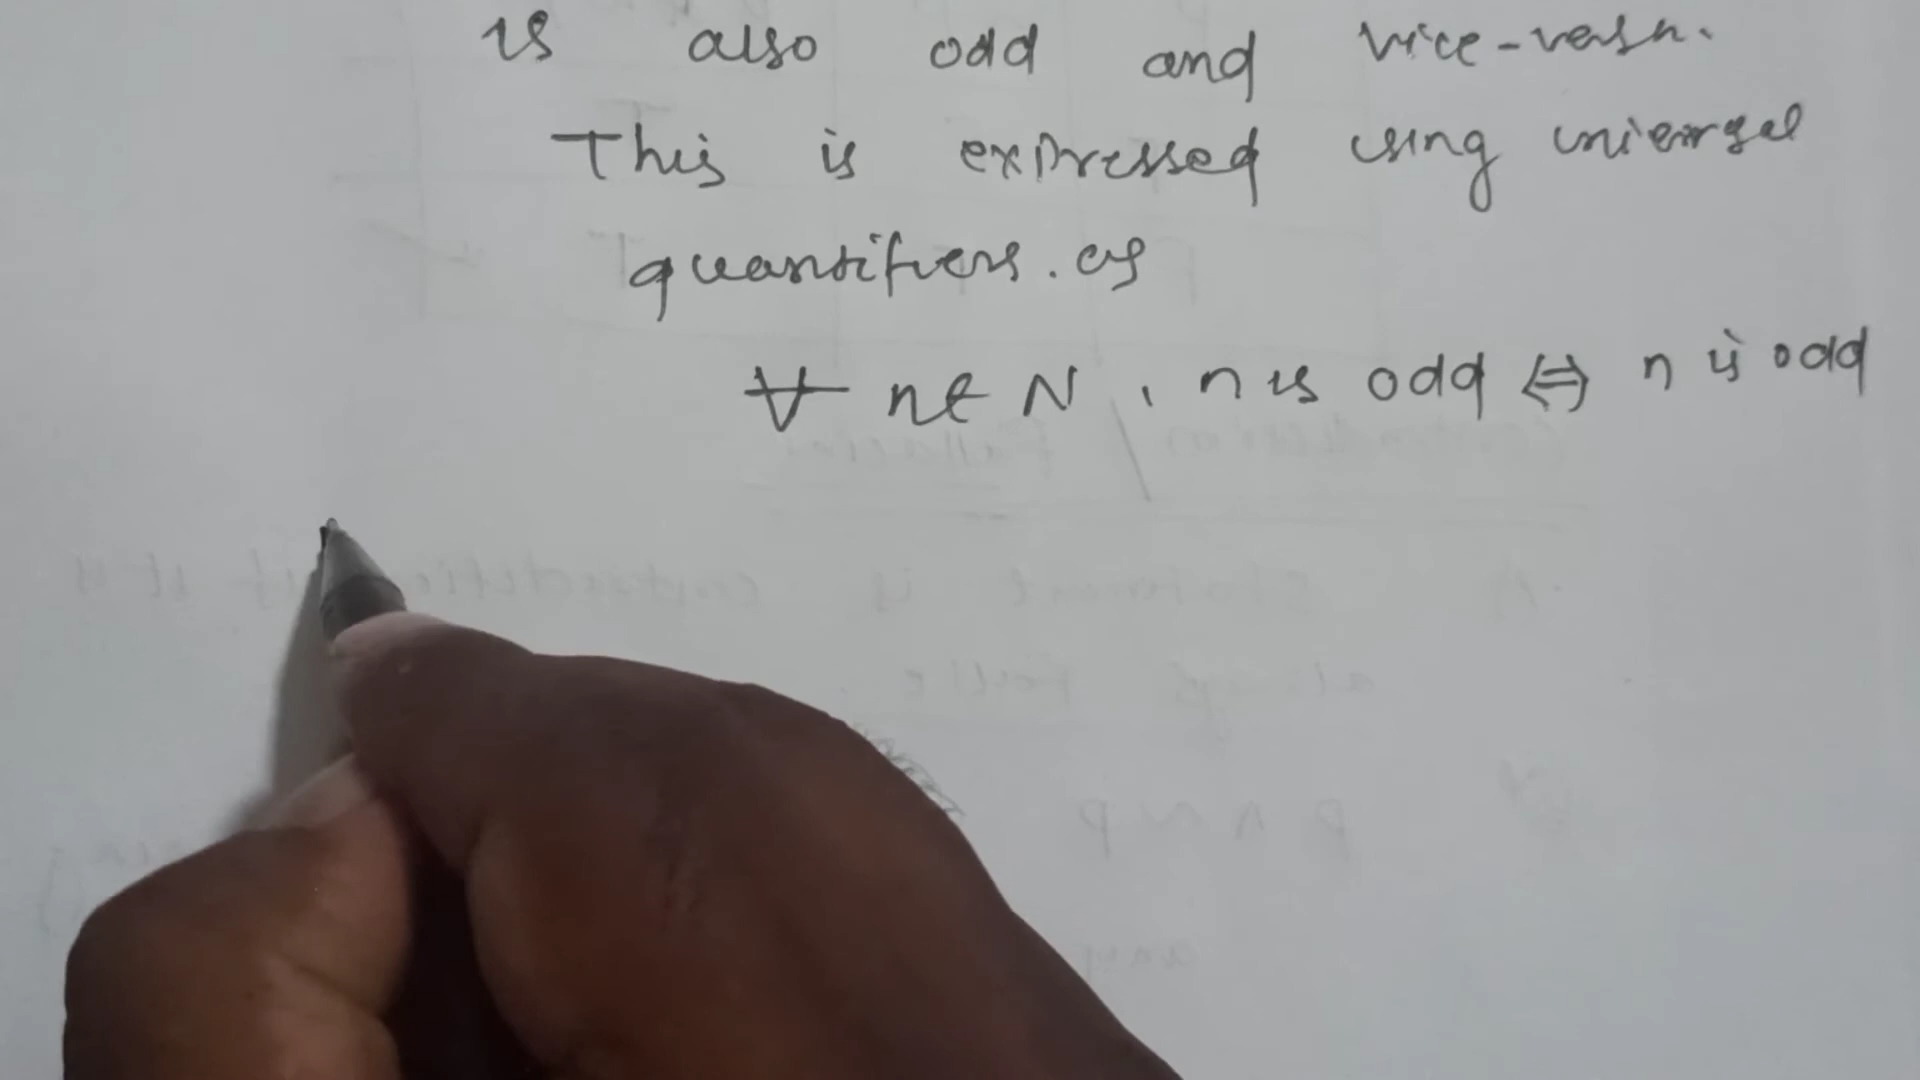 is also odd and vice-versa.
This is expressed using universal
quantifiers. as
∀ n ∈ N, n is odd ⇔ n is odd